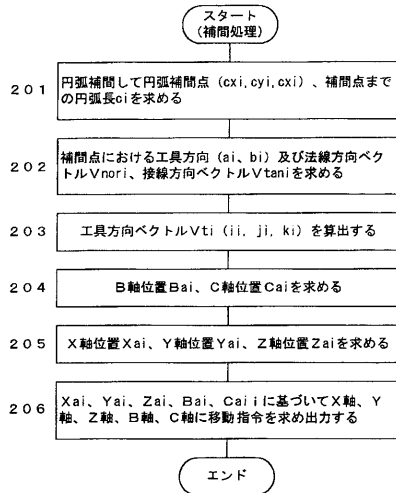 スタート
(補間処理)
201
円弧補間して円弧補間点（cxi,cyi,cxi）、補間点まで
の円弧長ciを求める
202
補間点における工具方向（ai、bi）及び法線方向ベク
トルVnori、接線方向ベクトルVtaniを求める
203
工具方向ベクトルVti（ii, ji, ki）を算出する
204
B軸位置Bai、C軸位置Caiを求める
205
X軸位置Xai、Y軸位置Yai、Z軸位置Zaiを求める
206
Xai、Yai、Zai、Bai、Caiiに基づいてX軸、Y
軸、Z軸、B軸、C軸に移動指令を求め出力する
エンド